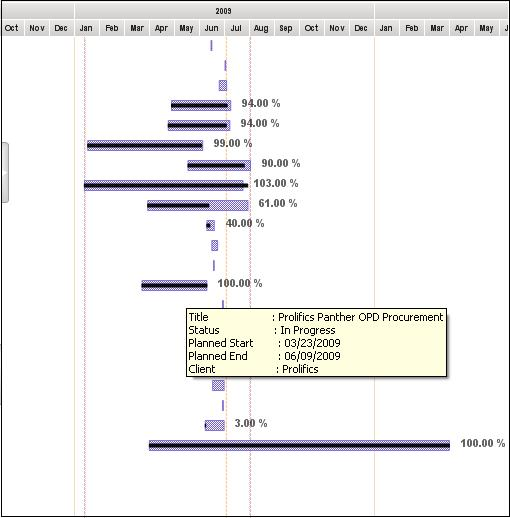 2009
Oct Nov Dec Jan Feb Mar Apr May Jun Jul Aug Sep Oct Nov Dec Jan Feb Mar Apr May J
94.00 %
94.00 %
99.00 %
90.00 %
103.00 %
61.00 %
40.00 %
100.00 %
Title : Prolifics Panther OPD Procurement
Status : In Progress
Planned Start : 03/23/2009
Planned End : 06/09/2009
Client : Prolifics
3.00 %
100.00 %